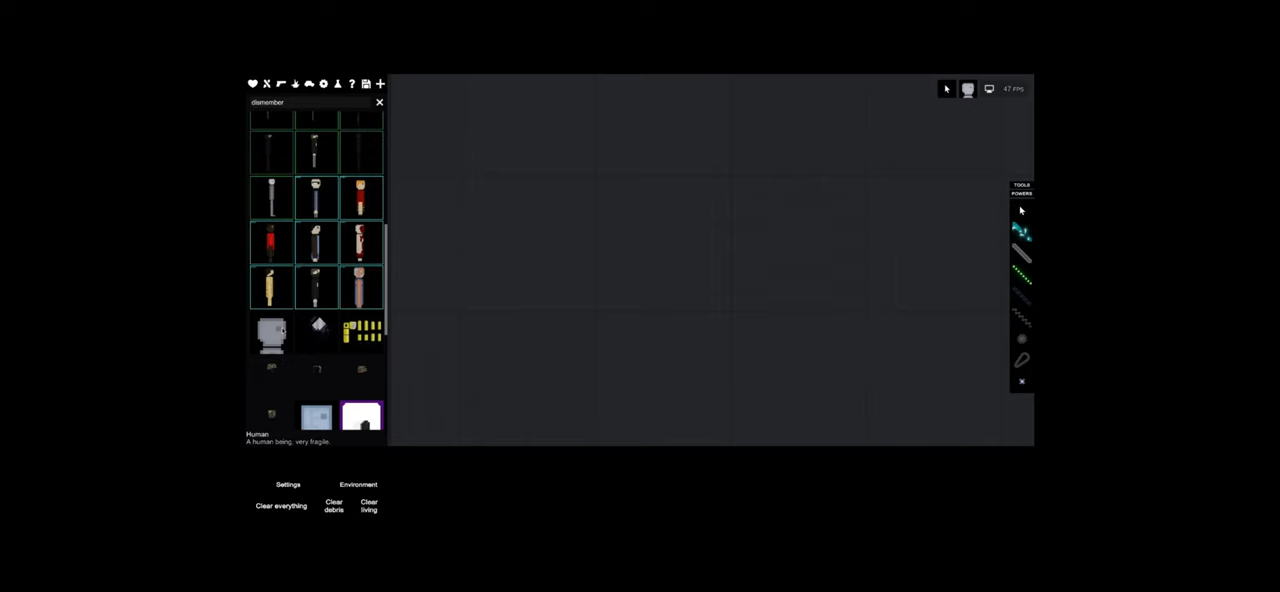 ?
47 FPS
dismember
TOOLS
POWERS
Human
A human being, very fragile.
Settings
Environment
Clear everything
Clear
debris
Clear
living